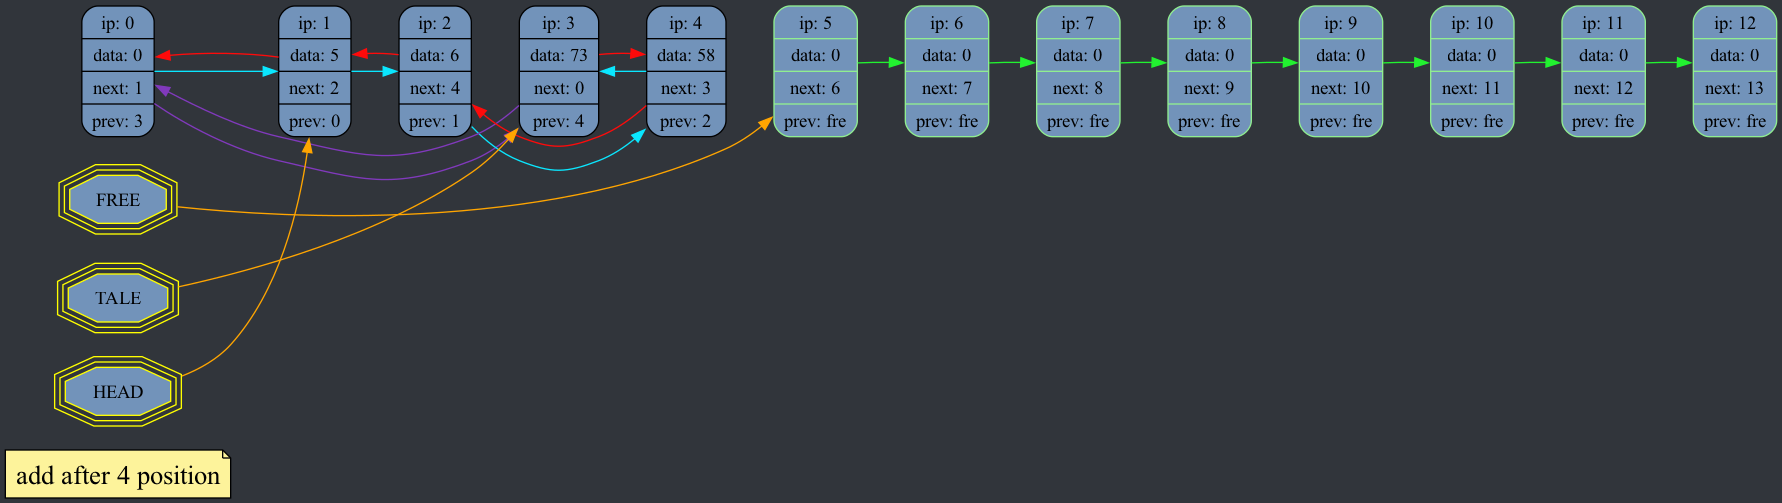 ip: 0
data: 0
next: 1
prev: 3
ip: 1
data: 5
next: 2
prev: 0
ip: 2
data: 6
next: 4
prev: 1
ip: 3
data: 73
next: 0
prev: 4
ip: 4
data: 58
next: 3
prev: 2
ip: 5
data: 0
next: 6
prev: fre
ip: 6
data: 0
next: 7
prev: fre
ip: 7
data: 0
next: 8
prev: fre
ip: 8
data: 0
next: 9
prev: fre
ip: 9
data: 0
next: 10
prev: fre
ip: 10
data: 0
next: 11
prev: fre
ip: 11
data: 0
next: 12
prev: fre
ip: 12
data: 0
next: 13
prev: fre
FREE
TALE
HEAD
add after 4 position